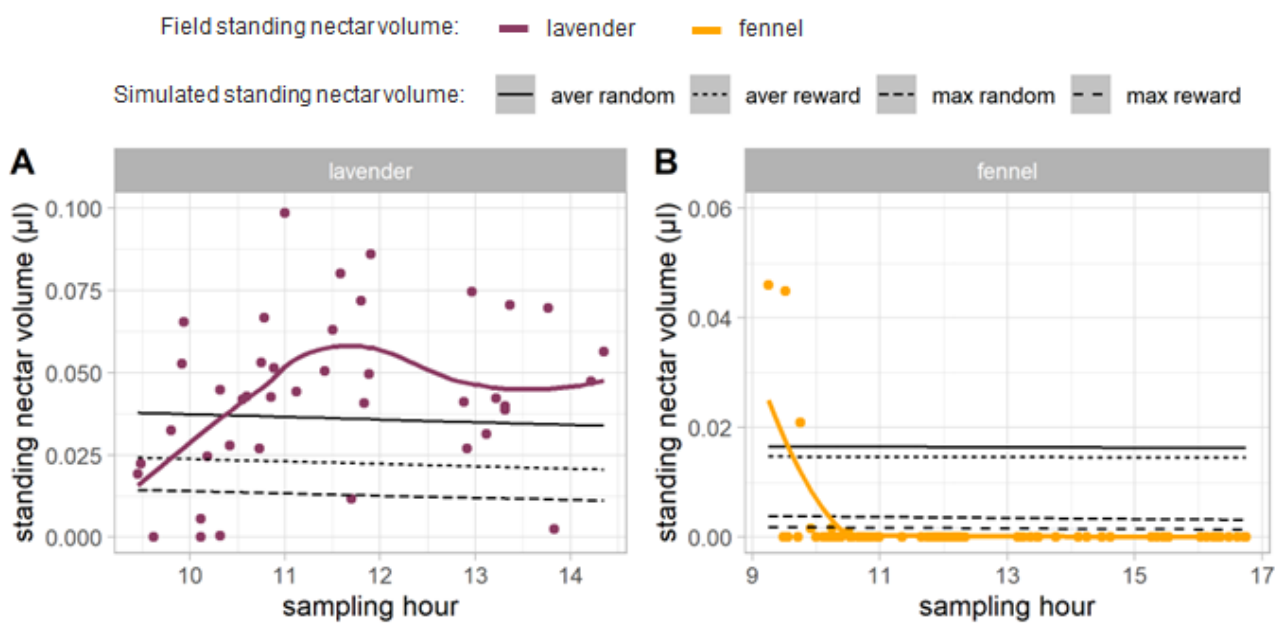 Field standing nectar volume: lavender fennel
Simulated standing nectar volume: aver random aver reward max random max reward
A B
lavender fennel
standing nectar volume (µl)
0.100
0.075
0.050
0.025
0.000
10 11 12 13 14
sampling hour
standing nectar volume (µl)
0.06
0.04
0.02
0.00
9 11 13 15 17
sampling hour